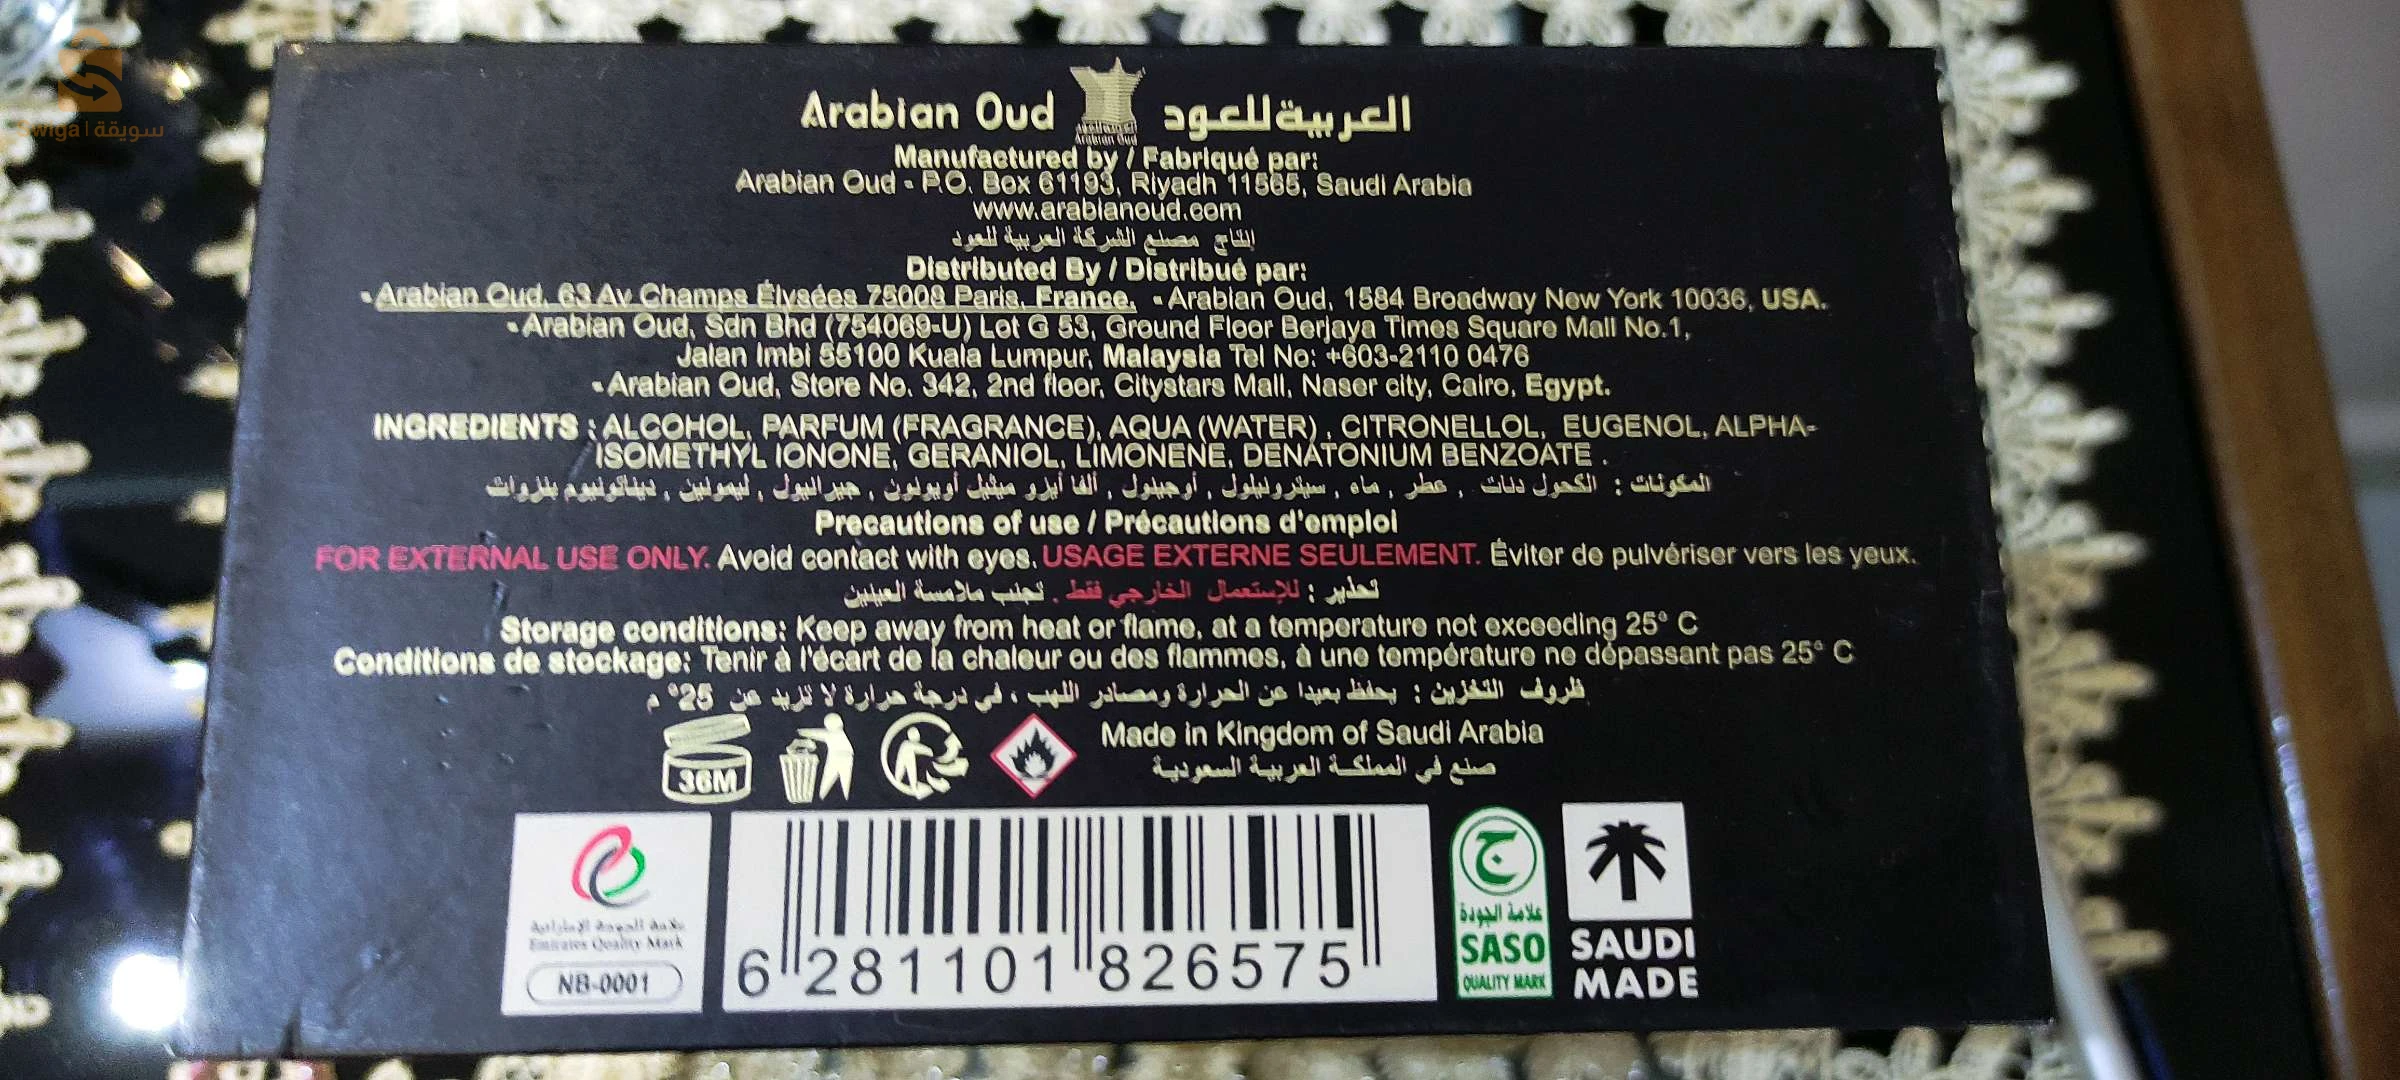 سويقة
Arabian Oud العربية للعود
Arabian Oud
Manufactured by / Fabriqué par:
Arabian Oud - P.O. Box 61193, Riyadh 11565, Saudi Arabia
www.arabianoud.com
إنتاج مصنع الشركة العربية للعود
Distributed By / Distribué par:
▪ Arabian Oud, 63 Av Champs Élysées 75008 Paris, France. ▪ Arabian Oud, 1584 Broadway New York 10036, USA.
▪ Arabian Oud, Sdn Bhd (754069-U) Lot G 53, Ground Floor Berjaya Times Square Mall No.1,
Jalan Imbi 55100 Kuala Lumpur, Malaysia Tel No: +603-2110 0476
▪ Arabian Oud, Store No. 342, 2nd floor, Citystars Mall, Naser city, Cairo, Egypt.
INGREDIENTS : ALCOHOL, PARFUM (FRAGRANCE), AQUA (WATER) , CITRONELLOL, EUGENOL, ALPHA-
ISOMETHYL IONONE, GERANIOL, LIMONENE, DENATONIUM BENZOATE .
المكونات : الكحول دنات , عطر , ماء , سيترونيلول , أوجينول , ألفا أيزو ميثيل أويونون , جيرانيول , ليمونين , ديناتونيوم بنزوات
Precautions of use / Précautions d'emploi
FOR EXTERNAL USE ONLY. Avoid contact with eyes. USAGE EXTERNE SEULEMENT. Éviter de pulvériser vers les yeux.
تحذير : للإستعمال الخارجي فقط . تجنب ملامسة العينين
Storage conditions: Keep away from heat or flame, at a temperature not exceeding 25° C
Conditions de stockage: Tenir à l'écart de la chaleur ou des flammes, à une température ne dépassant pas 25° C
ظروف التخزين : يحفظ بعيدا عن الحرارة ومصادر اللهب ، في درجة حرارة لا تزيد عن 25° م
36M
Made in Kingdom of Saudi Arabia
صنع في المملكة العربية السعودية
علامة الجودة الإماراتية
Emirates Quality Mark
NB-0001
6 281101 826575
علامة الجودة
SASO
QUALITY MARK
SAUDI
MADE